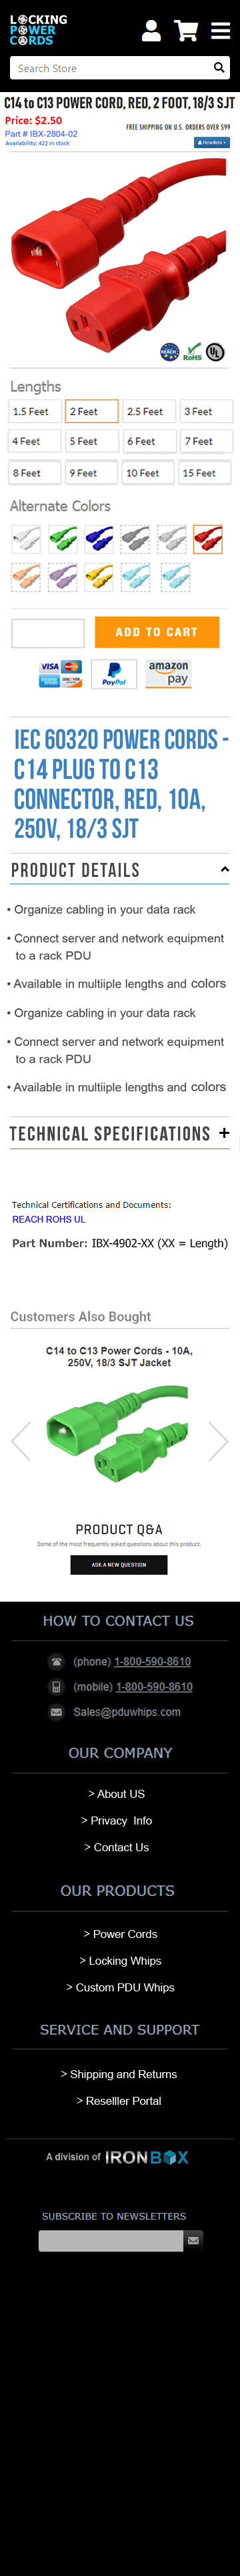 LOCKING
POWER
CORDS
Search Store
C14 to C13 POWER CORD, RED, 2 FOOT, 18/3 SJT
Price: $2.50
FREE SHIPPING ON U.S. ORDERS OVER $99
Part # IBX-2804-02
Availability: 422 in stock
Resellers
REACH
RoHS
UL
Lengths
1.5 Feet
2 Feet
2.5 Feet
3 Feet
4 Feet
5 Feet
6 Feet
7 Feet
8 Feet
9 Feet
10 Feet
15 Feet
Alternate Colors
ADD TO CART
VISA
PayPal
amazon
pay
IEC 60320 POWER CORDS -
C14 PLUG TO C13
CONNECTOR, RED, 10A,
250V, 18/3 SJT
PRODUCT DETAILS
• Organize cabling in your data rack
• Connect server and network equipment
to a rack PDU
• Available in multiiple lengths and colors
• Organize cabling in your data rack
• Connect server and network equipment
to a rack PDU
• Available in multiiple lengths and colors
TECHNICAL SPECIFICATIONS +
Technical Certifications and Documents:
REACH ROHS UL
Part Number: IBX-4902-XX (XX = Length)
Customers Also Bought
C14 to C13 Power Cords - 10A,
250V, 18/3 SJT Jacket
PRODUCT Q&A
Some of the most frequently asked questions about this product.
ASK A NEW QUESTION
HOW TO CONTACT US
(phone) 1-800-590-8610
(mobile) 1-800-590-8610
Sales@pduwhips.com
OUR COMPANY
> About US
> Privacy Info
> Contact Us
OUR PRODUCTS
> Power Cords
> Locking Whips
> Custom PDU Whips
SERVICE AND SUPPORT
> Shipping and Returns
> Reselller Portal
A division of IRONBOX
SUBSCRIBE TO NEWSLETTERS